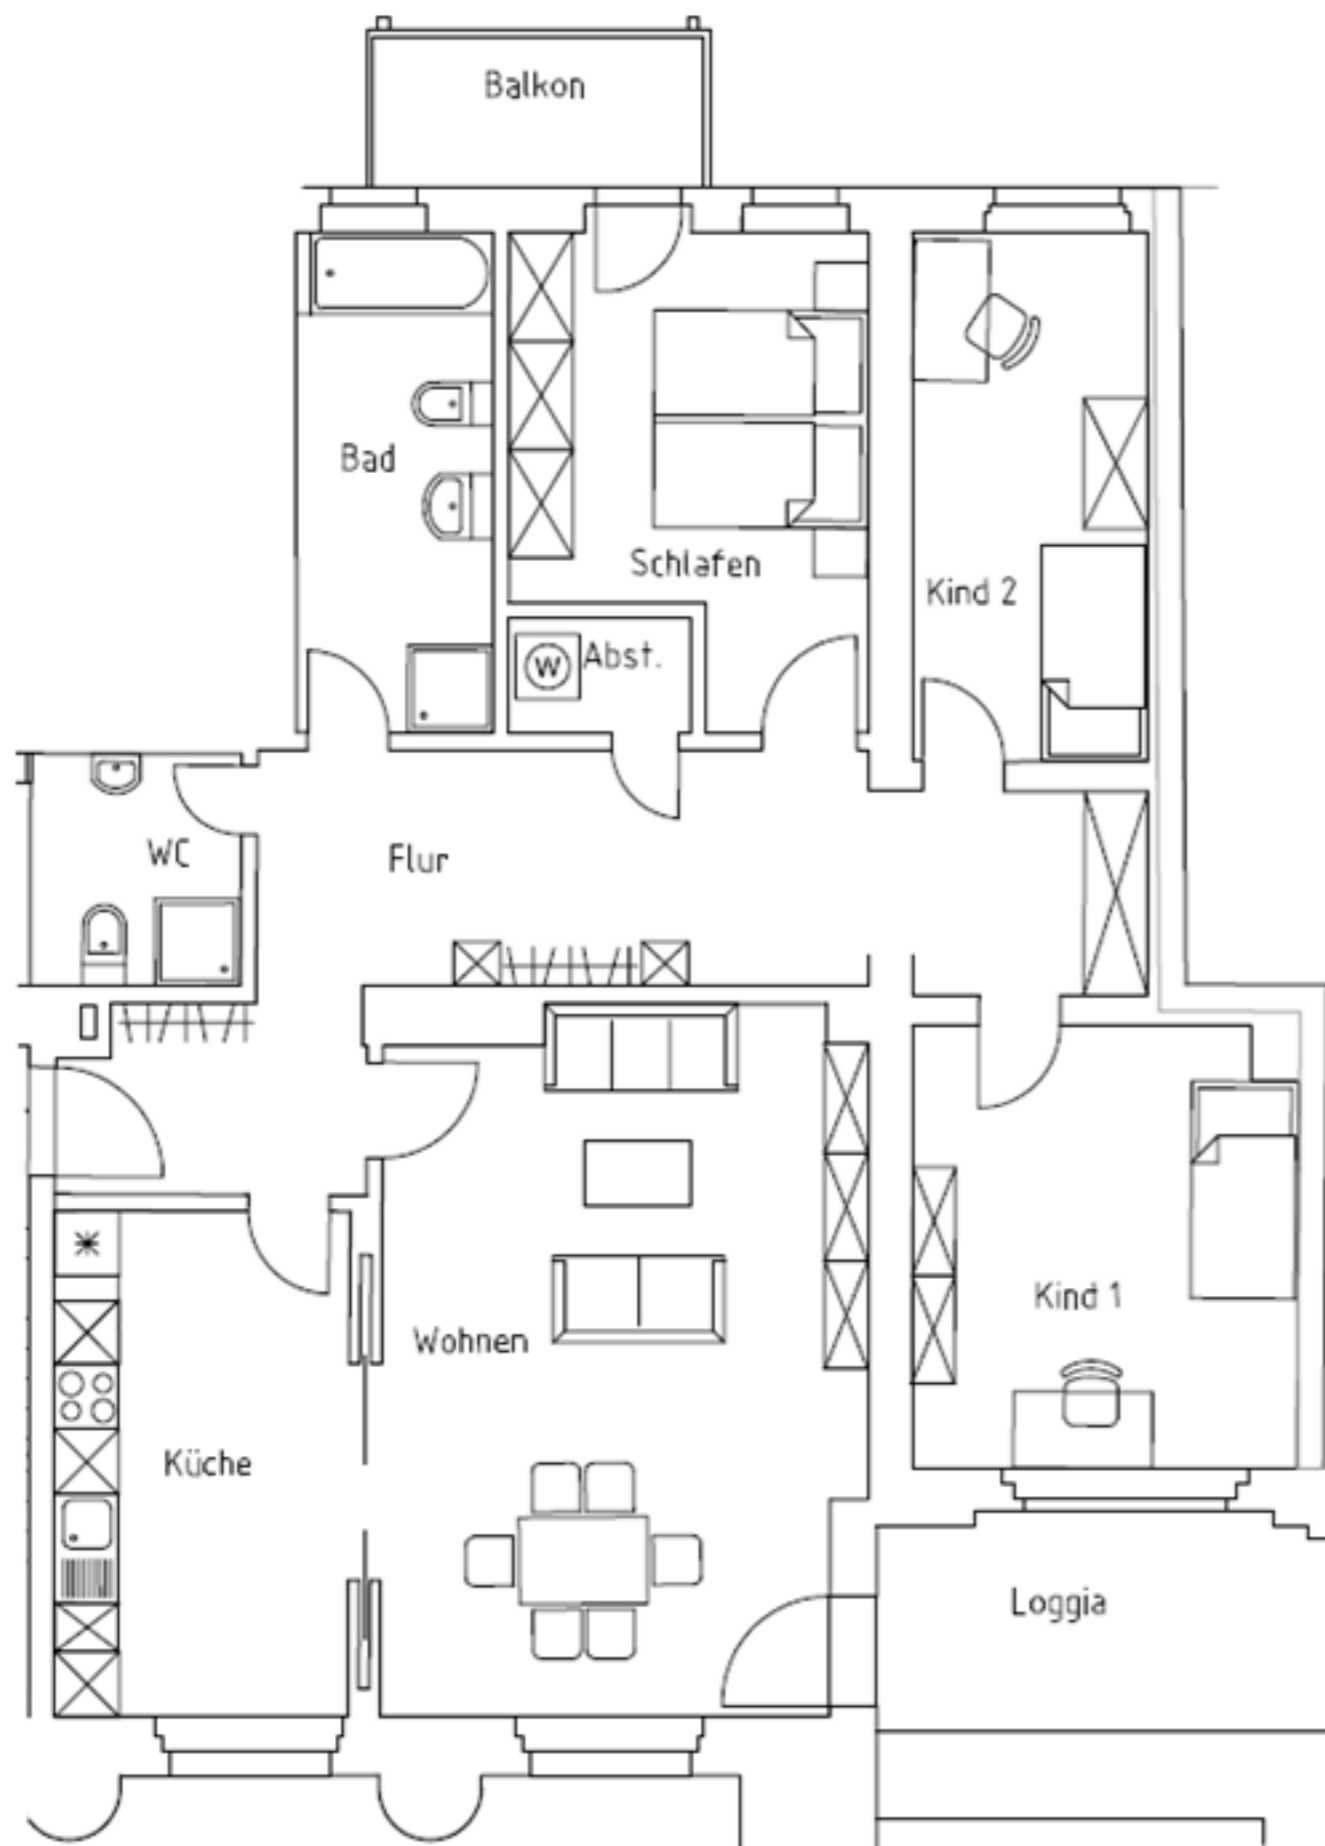 Balkon
Bad
Schlafen
Kind 2
W
Abst.
WC
Flur
Kind 1
Wohnen
Küche
Loggia